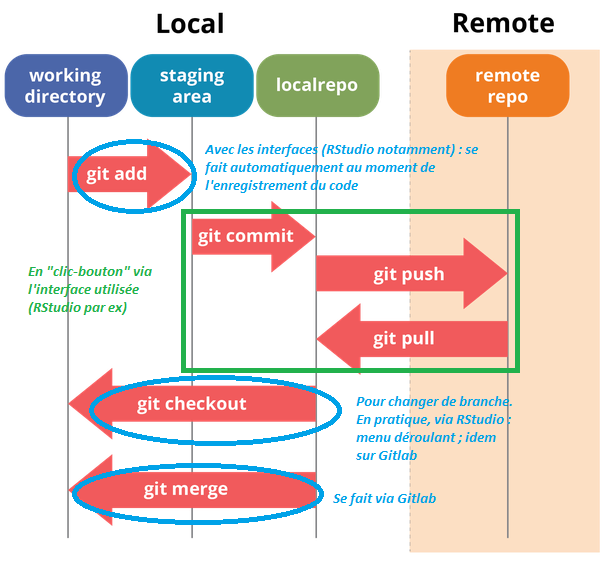 Local
Remote
working
directory
staging
area
localrepo
remote
repo
Avec les interfaces (RStudio notamment) : se
fait automatiquement au moment de
l'enregistrement du code
git add
git commit
En "clic-bouton" via
l'interface utilisée
(RStudio par ex)
git push
git pull
git checkout
Pour changer de branche.
En pratique, via RStudio :
menu déroulant ; idem
sur Gitlab
git merge
Se fait via Gitlab